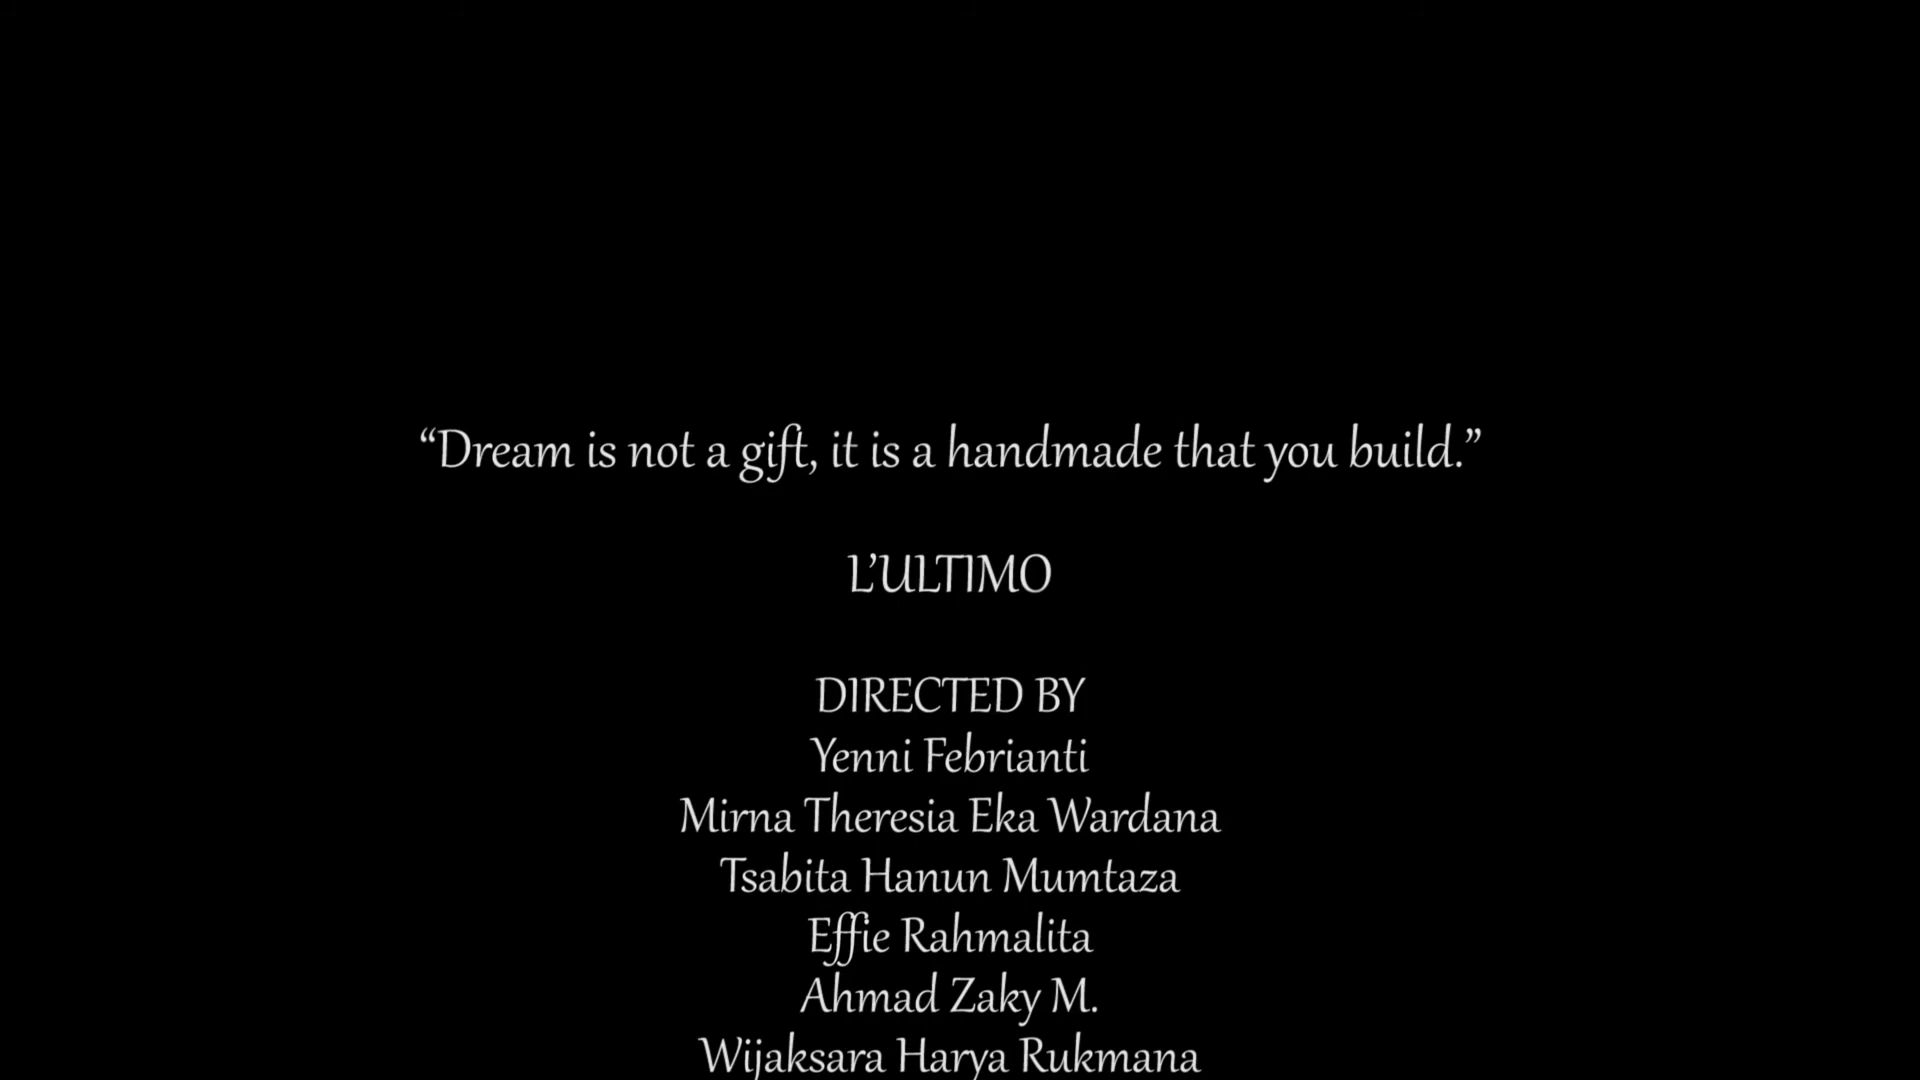 “Dream is not a gift, it is a handmade that you build.”
L’ULTIMO
DIRECTED BY
Yenni Febrianti
Mirna Theresia Eka Wardana
Tsabita Hanun Mumtaza
Effie Rahmalita
Ahmad Zaky M.
Wijaksara Harya Rukmana